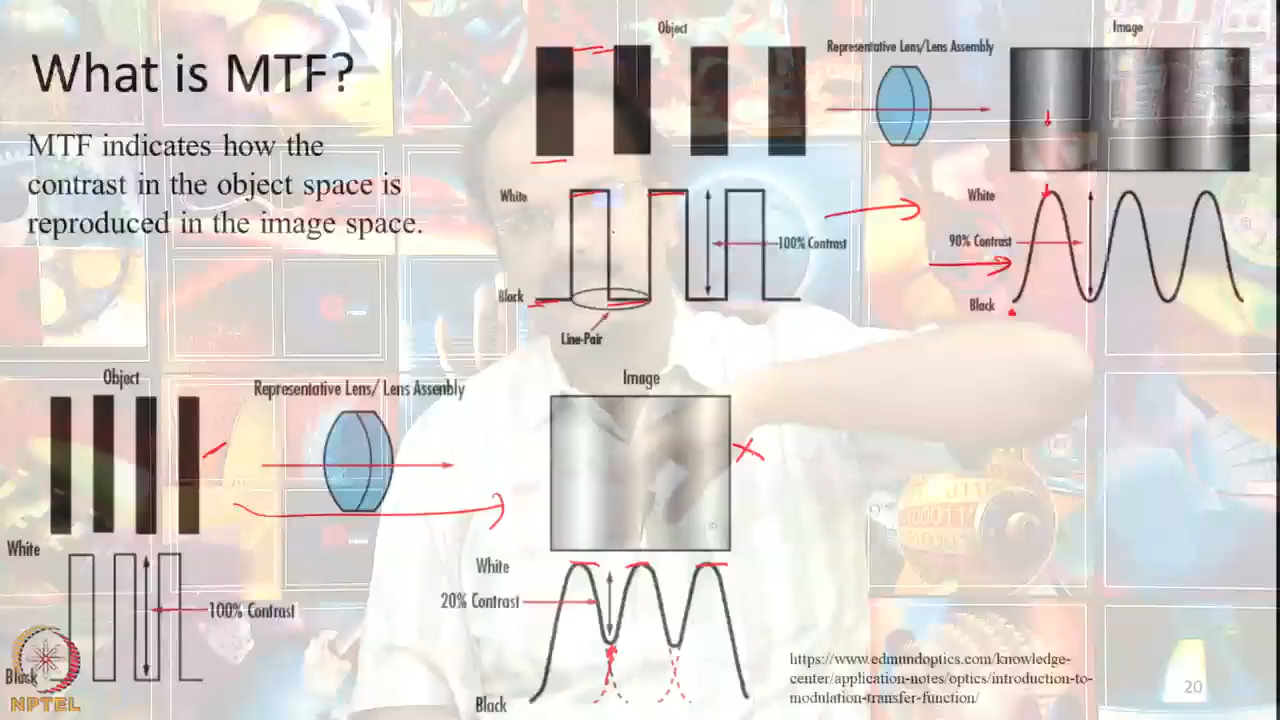 What is MTF?
MTF indicates how the
contrast in the object space is
reproduced in the image space.
Object
Representative Lens/Lens Assembly
Image
White
100% Contrast
Black
Line-Pair
White
90% Contrast
Black
Object
Representative Lens/ Lens Assembly
Image
White
100% Contrast
Black
White
20% Contrast
Black
https://www.edmundoptics.com/knowledge-
center/application-notes/optics/introduction-to-
modulation-transfer-function/
20
NPTEL